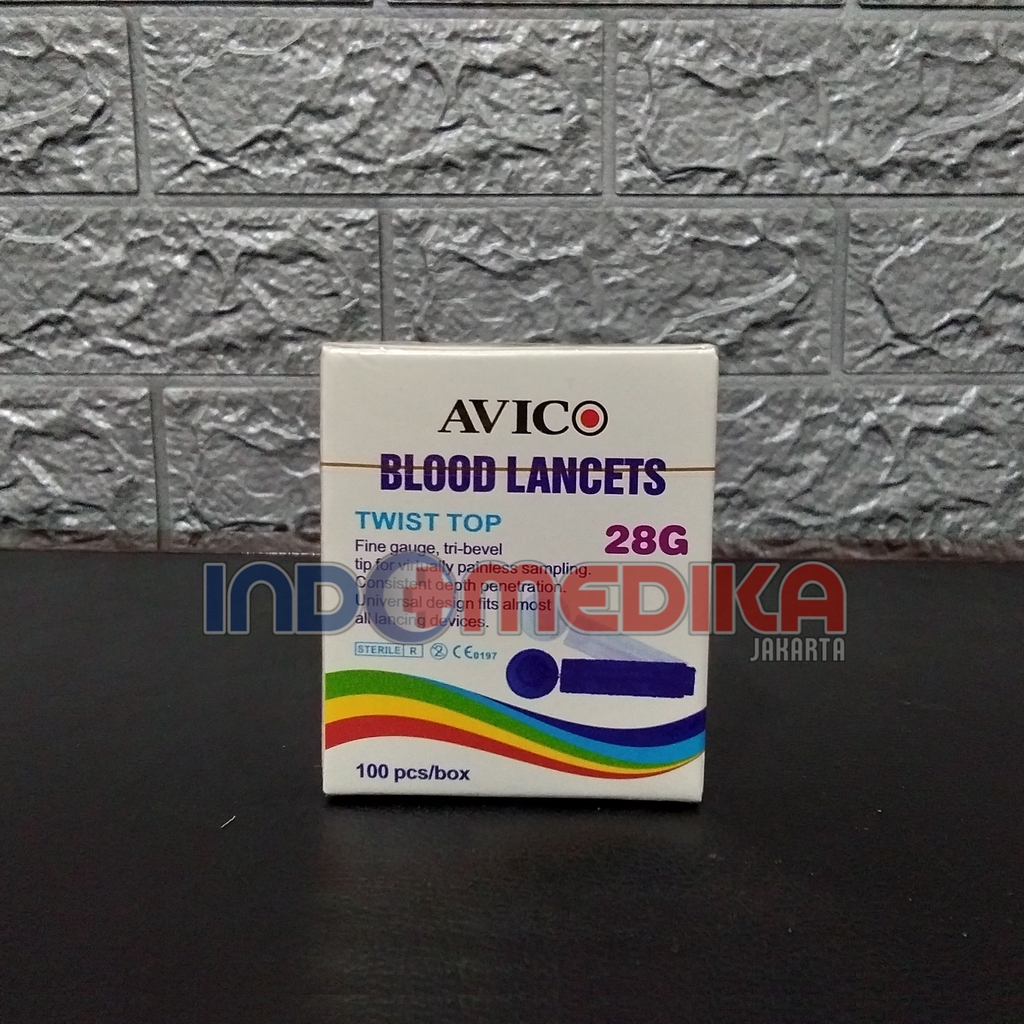 AVICO
BLOOD LANCETS
TWIST TOP
28G
Fine gauge, tri-bevel
tip for virtually painless sampling.
Consistent depth penetration.
Universal design fits almost
all lancing devices.
INDOMEDIKA
JAKARTA
STERILE R 2 CE0197
100 pcs/box